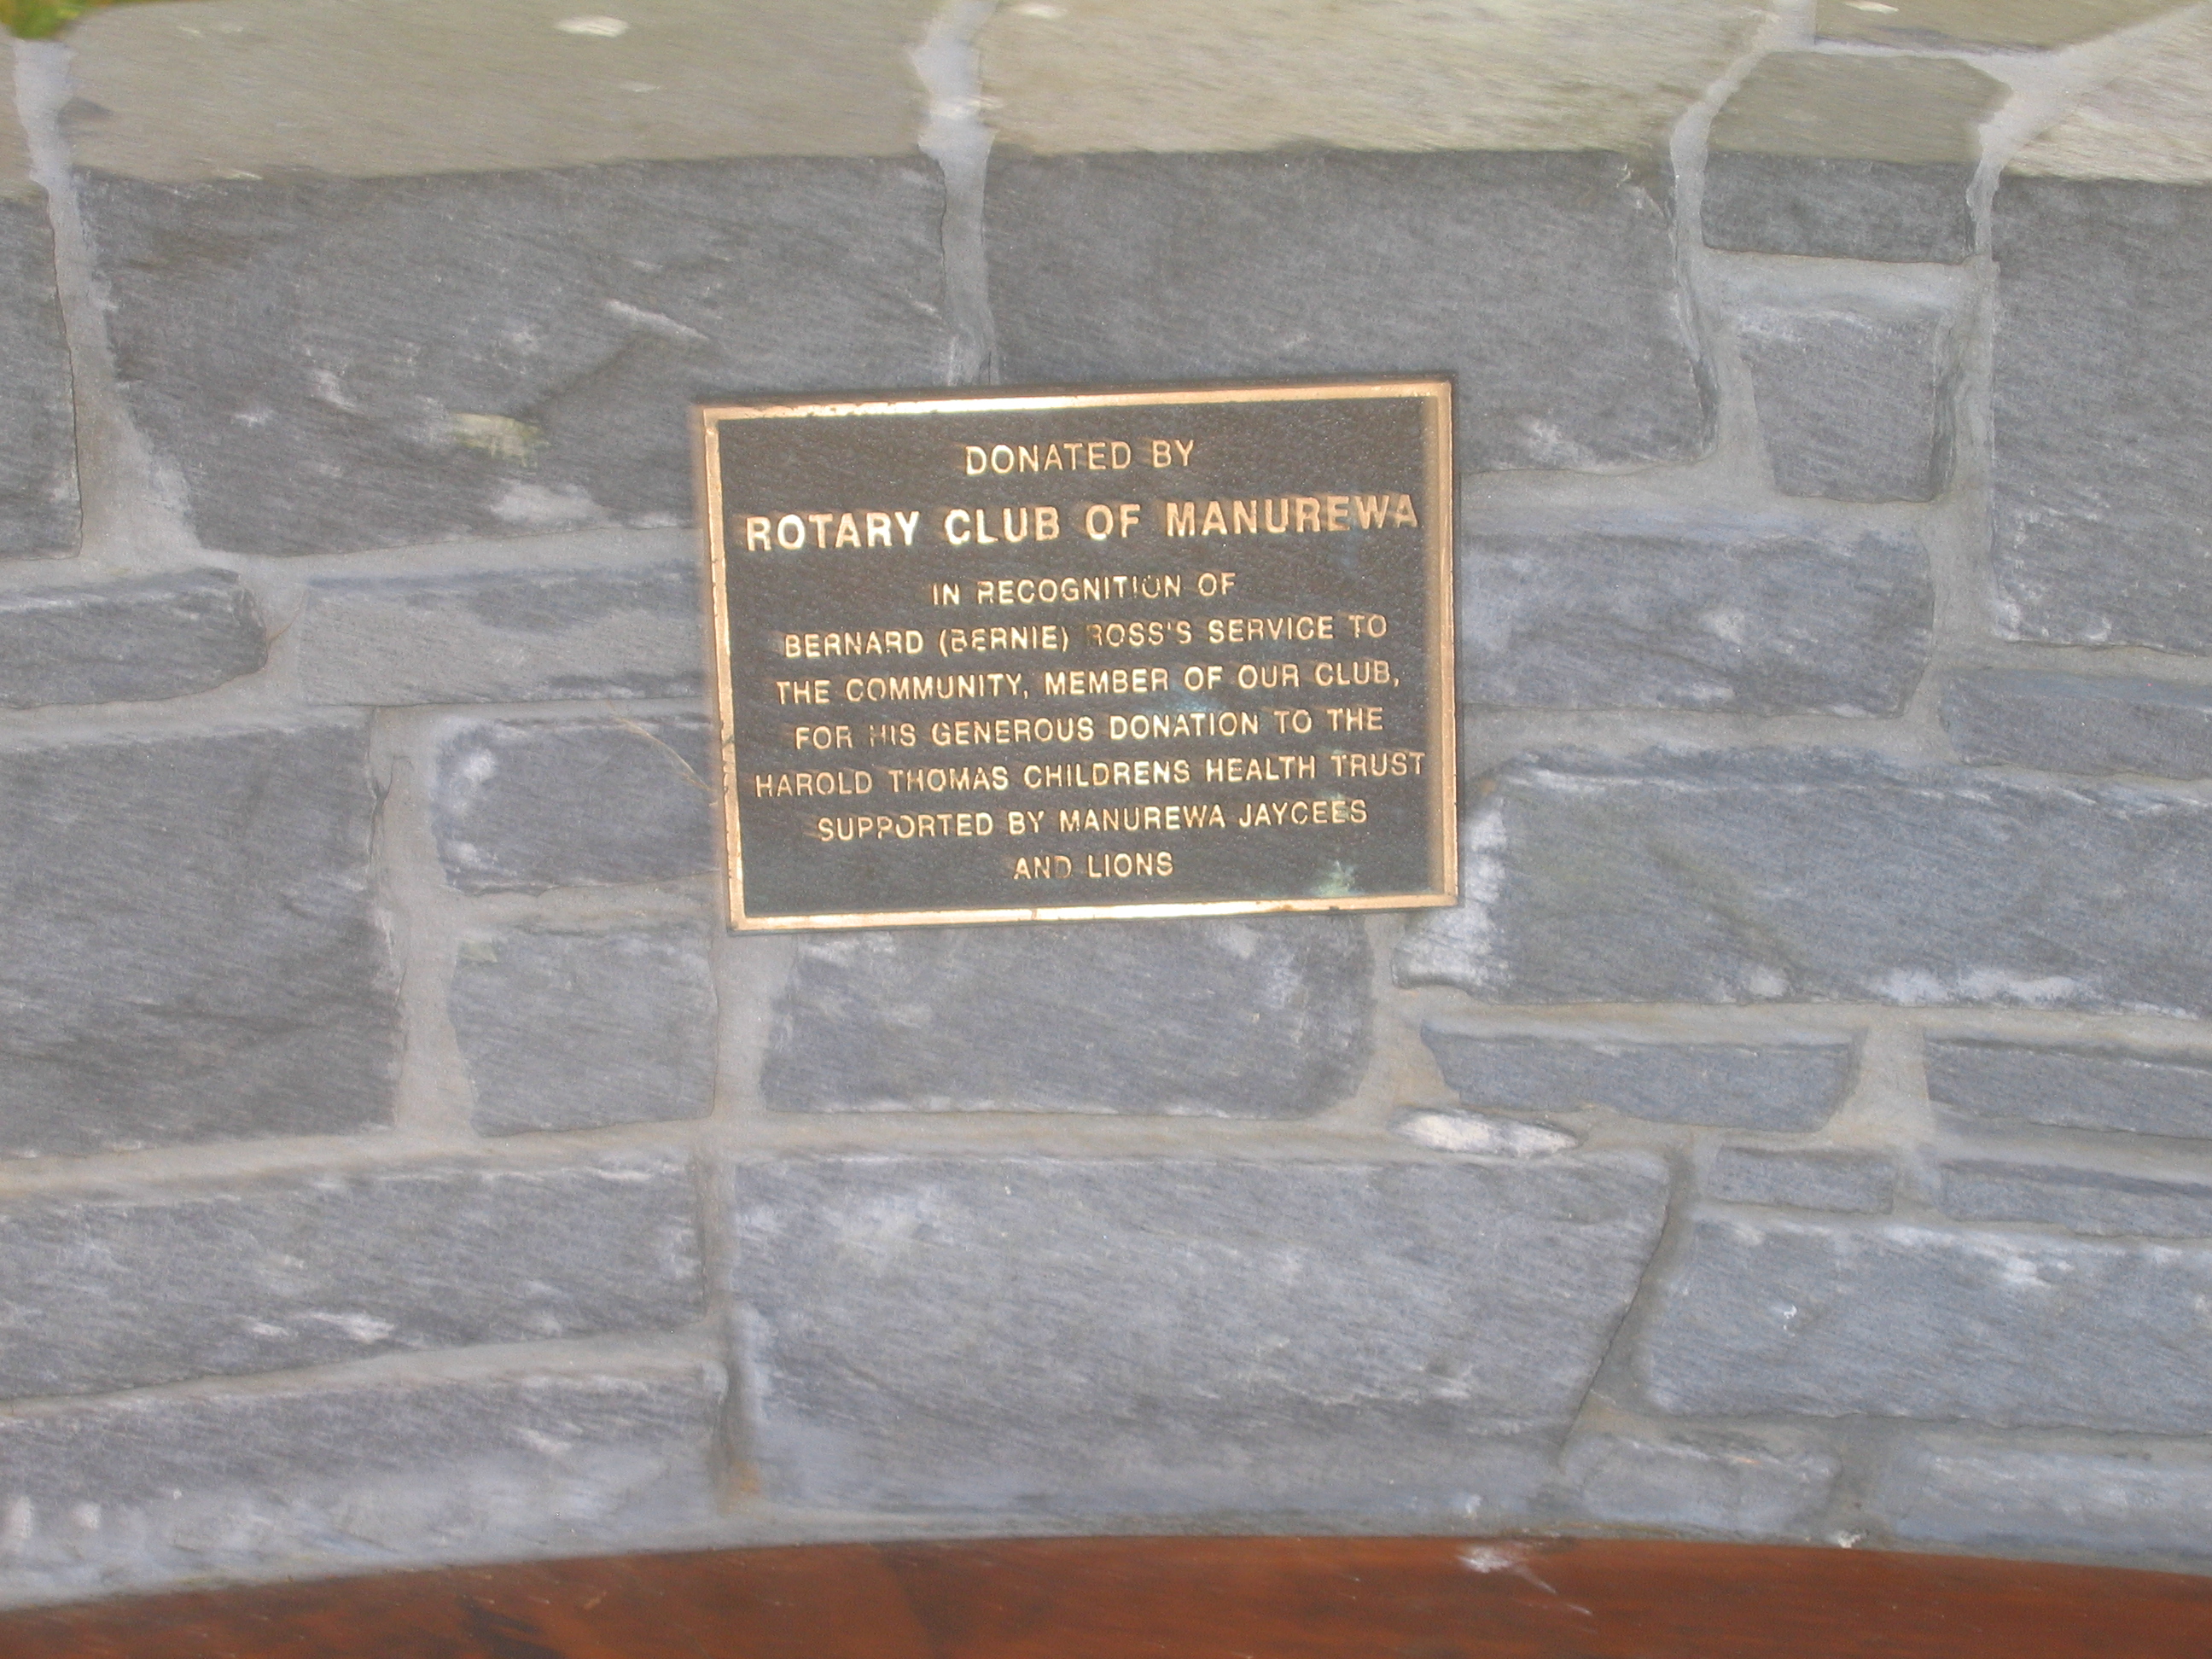 DONATED BY
ROTARY CLUB OF MANUREWA
IN RECOGNITION OF
BERNARD (BERNIE) ROSS'S SERVICE TO
THE COMMUNITY, MEMBER OF OUR CLUB,
FOR HIS GENEROUS DONATION TO THE
HAROLD THOMAS CHILDRENS HEALTH TRUST
SUPPORTED BY MANUREWA JAYCEES
AND LIONS